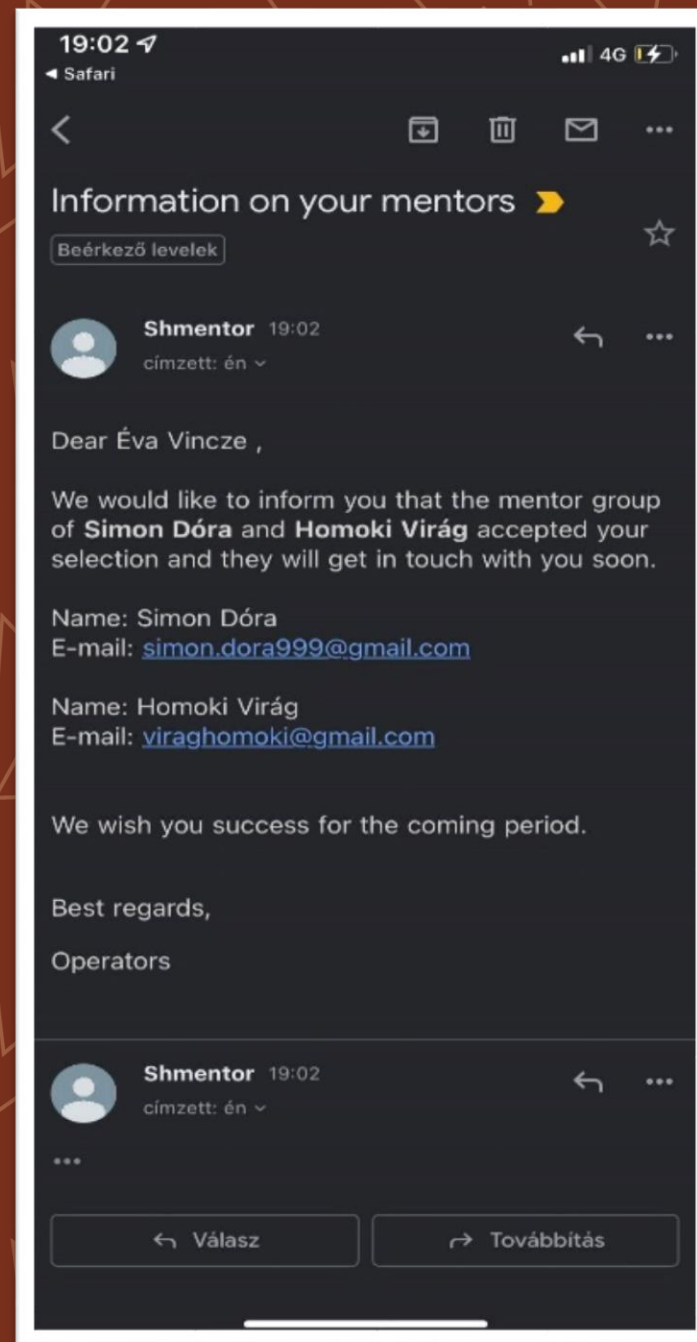 19:02
4G
◀ Safari
Information on your mentors
Beérkező levelek
Shmentor 19:02
címzett: én
Dear Éva Vincze ,
We would like to inform you that the mentor group
of Simon Dóra and Homoki Virág accepted your
selection and they will get in touch with you soon.
Name: Simon Dóra
E-mail: simon.dora999@gmail.com
Name: Homoki Virág
E-mail: viraghomoki@gmail.com
We wish you success for the coming period.
Best regards,
Operators
Shmentor 19:02
címzett: én
Válasz
Továbbítás